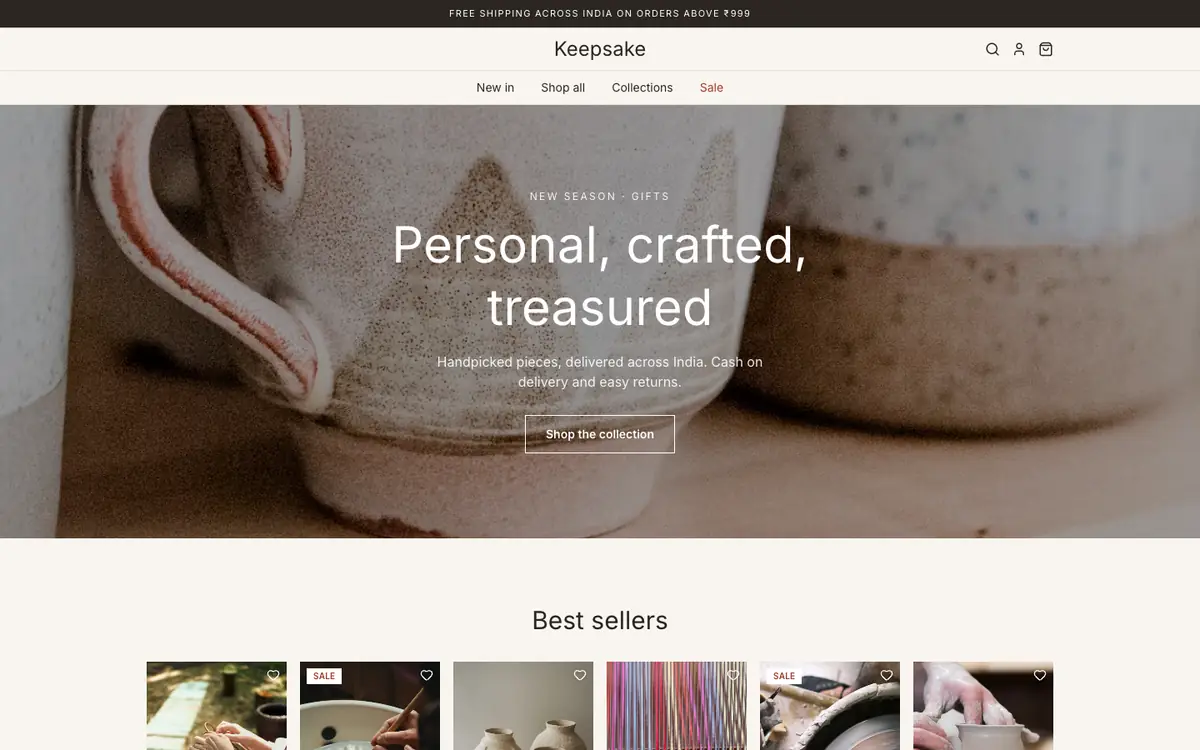 FREE SHIPPING ACROSS INDIA ON ORDERS ABOVE ₹999
Keepsake
New in
Shop all
Collections
Sale
NEW SEASON · GIFTS
Personal, crafted,
treasured
Handpicked pieces, delivered across India. Cash on
delivery and easy returns.
Shop the collection
Best sellers
SALE
SALE